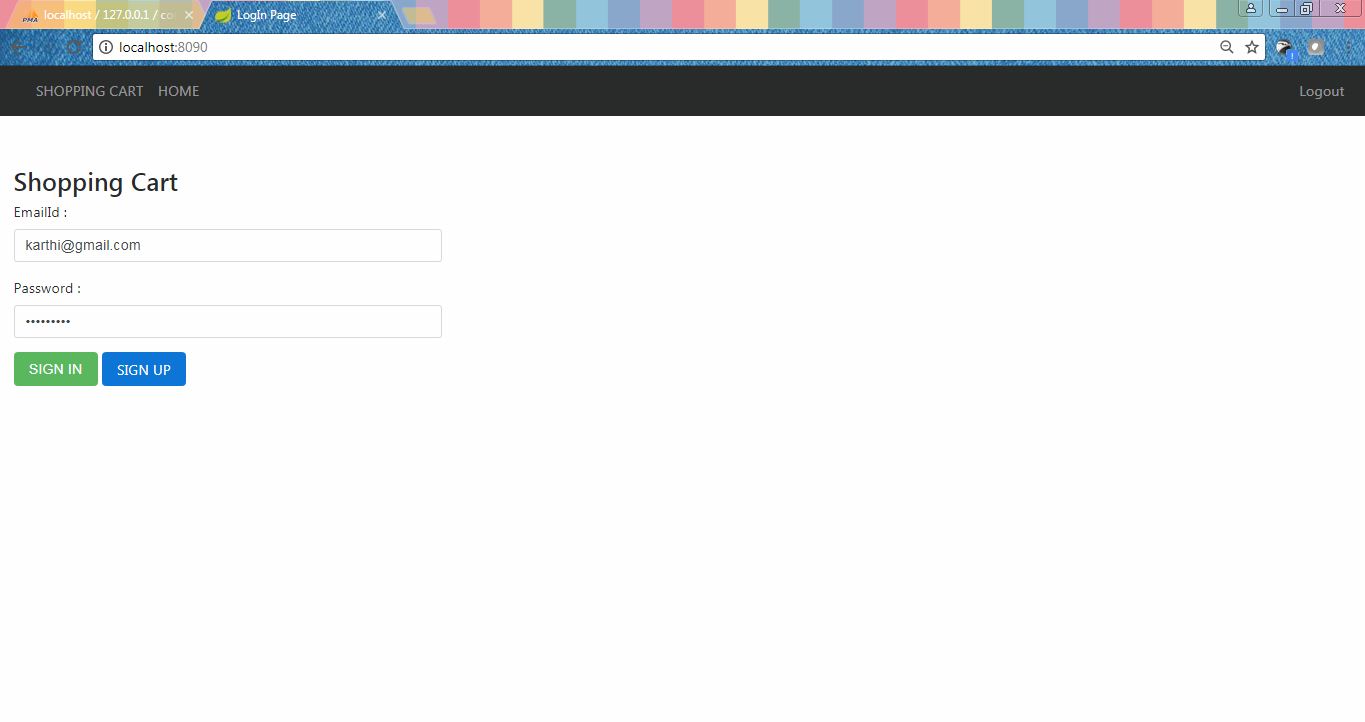 PMA localhost / 127.0.0.1 / co
LogIn Page
localhost:8090
SHOPPING CART HOME Logout
Shopping Cart
EmailId :
karthi@gmail.com
Password :
•••••••••
SIGN IN SIGN UP